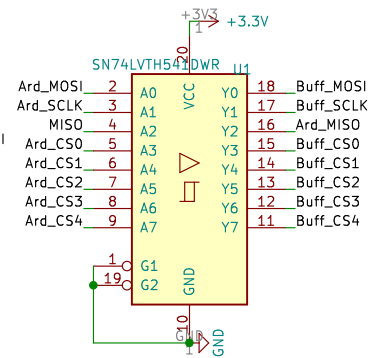 +3V3
1
+3.3V
20
SN74LVTH541DWR U1
VCC
Ard_MOSI 2 A0 Y0 18 Buff_MOSI
Ard_SCLK 3 A1 Y1 17 Buff_SCLK
MISO 4 A2 Y2 16 Ard_MISO
Ard_CS0 5 A3 Y3 15 Buff_CS0
Ard_CS1 6 A4 Y4 14 Buff_CS1
Ard_CS2 7 A5 Y5 13 Buff_CS2
Ard_CS3 8 A6 Y6 12 Buff_CS3
Ard_CS4 9 A7 Y7 11 Buff_CS4
1 G1
19 G2
GND
10
GND
1
GND